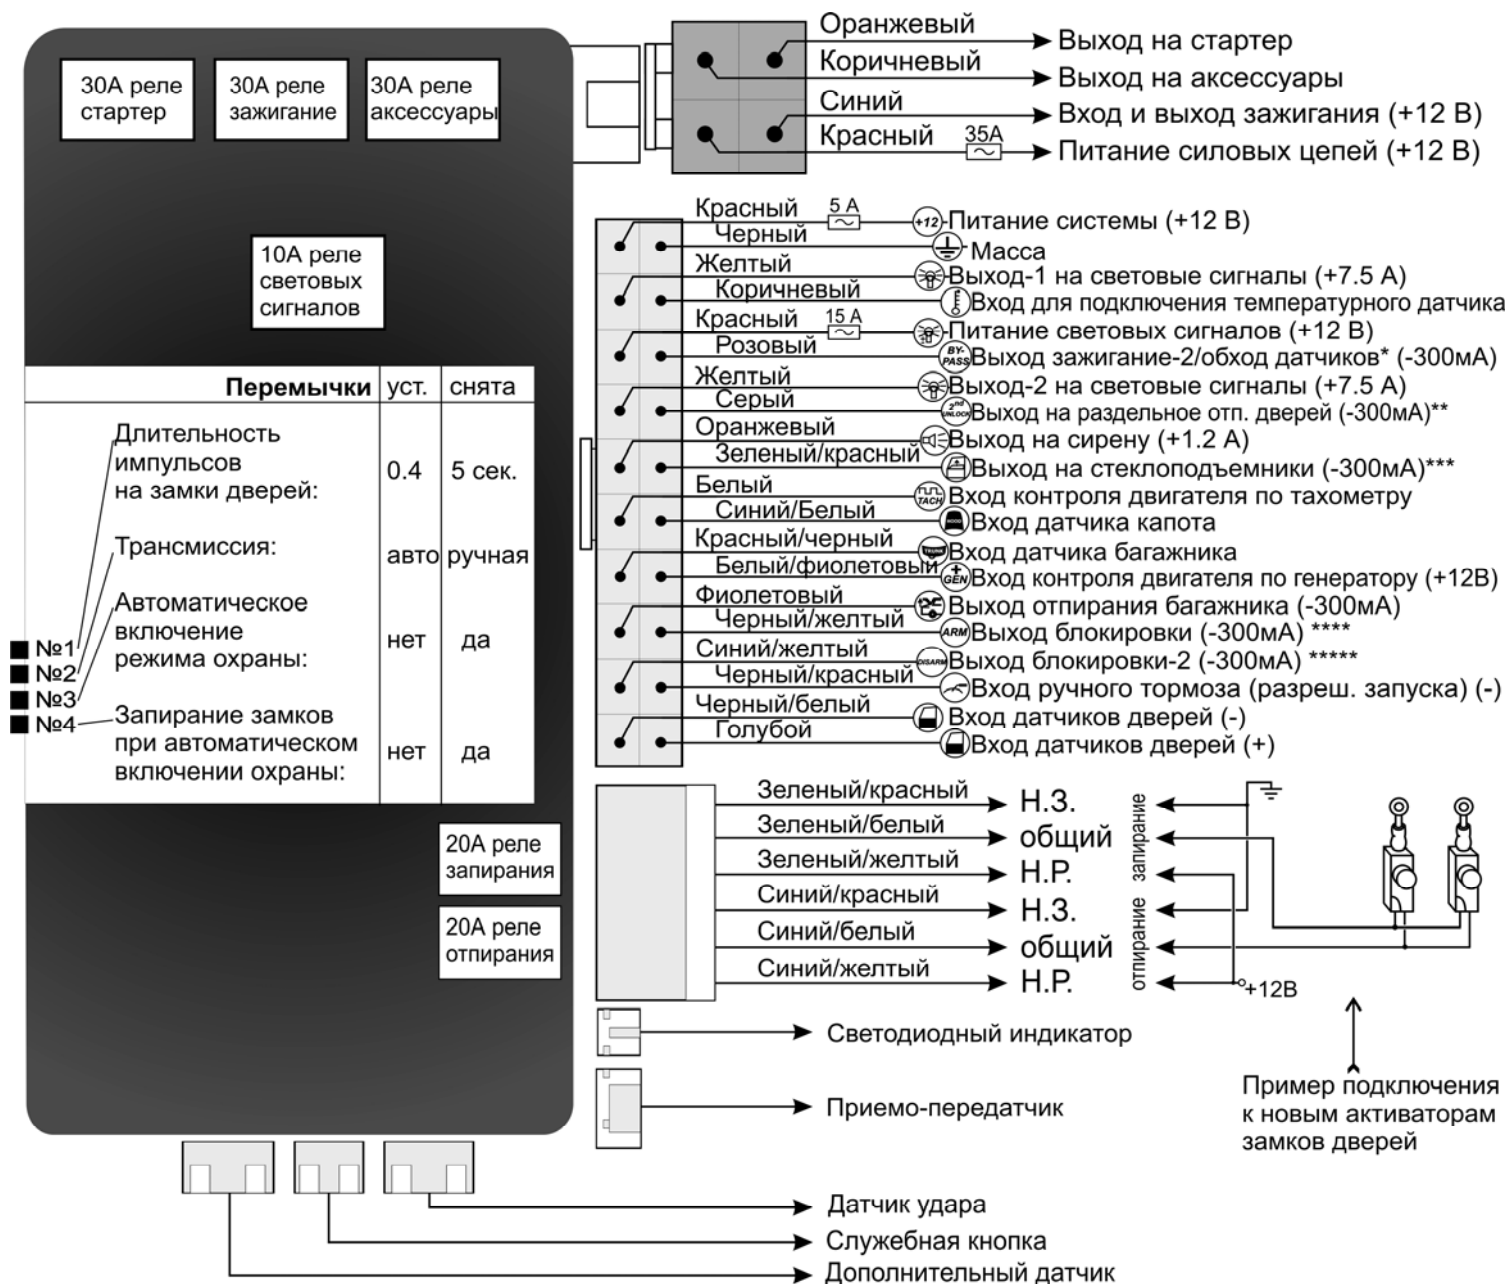 30А реле
стартер
30А реле
зажигание
30А реле
аксессуары
10А реле
световых
сигналов
Перемычки уст. снята
Длительность
импульсов
на замки дверей: 0.4 5 сек.
Трансмиссия: авто ручная
Автоматическое
включение
режима охраны: нет да
Запирание замков
при автоматическом
включении охраны: нет да
№1
№2
№3
№4
20А реле
запирания
20А реле
отпирания
Оранжевый Выход на стартер
Коричневый Выход на аксессуары
Синий Вход и выход зажигания (+12 В)
Красный 35А Питание силовых цепей (+12 В)
Красный 5 А +12 Питание системы (+12 В)
Черный Масса
Желтый Выход-1 на световые сигналы (+7.5 А)
Коричневый Вход для подключения температурного датчика
Красный 15 А Питание световых сигналов (+12 В)
Розовый BY-PASS Выход зажигание-2/обход датчиков* (-300мА)
Желтый Выход-2 на световые сигналы (+7.5 А)
Серый 2nd UNLOCK Выход на раздельное отп. дверей (-300мА)**
Оранжевый Выход на сирену (+1.2 А)
Зеленый/красный Выход на стеклоподъемники (-300мА)***
Белый TACH Вход контроля двигателя по тахометру
Синий/Белый HOOD Вход датчика капота
Красный/черный TRUNK Вход датчика багажника
Белый/фиолетовый + GEN Вход контроля двигателя по генератору (+12В)
Фиолетовый Выход отпирания багажника (-300мА)
Черный/желтый ARM Выход блокировки (-300мА) ****
Синий/желтый DISARM Выход блокировки-2 (-300мА) *****
Черный/красный Вход ручного тормоза (разреш. запуска) (-)
Черный/белый Вход датчиков дверей (-)
Голубой Вход датчиков дверей (+)
Зеленый/красный Н.З.
Зеленый/белый общий
Зеленый/желтый Н.Р.
запирание
Синий/красный Н.З.
Синий/белый общий
Синий/желтый Н.Р.
отпирание
+12В
Светодиодный индикатор
Приемо-передатчик
Пример подключения
к новым активаторам
замков дверей
Датчик удара
Служебная кнопка
Дополнительный датчик